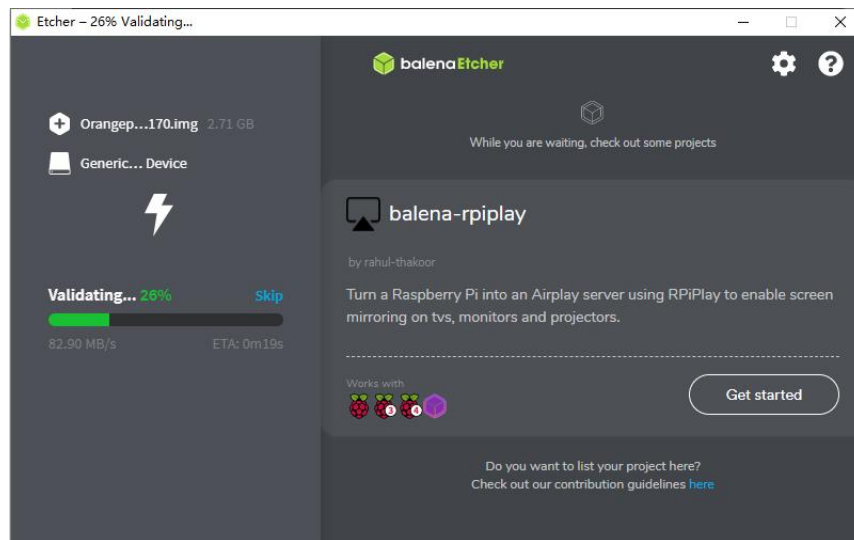 Etcher – 26% Validating...
balenaEtcher
While you are waiting, check out some projects
Orangep...170.img 2.71 GB
Generic... Device
balena-rpiplay
by rahul-thakoor
Turn a Raspberry Pi into an Airplay server using RPiPlay to enable screen
mirroring on tvs, monitors and projectors.
Validating... 26% Skip
82.90 MB/s ETA: 0m19s
Works with
3 4
Get started
Do you want to list your project here?
Check out our contribution guidelines here